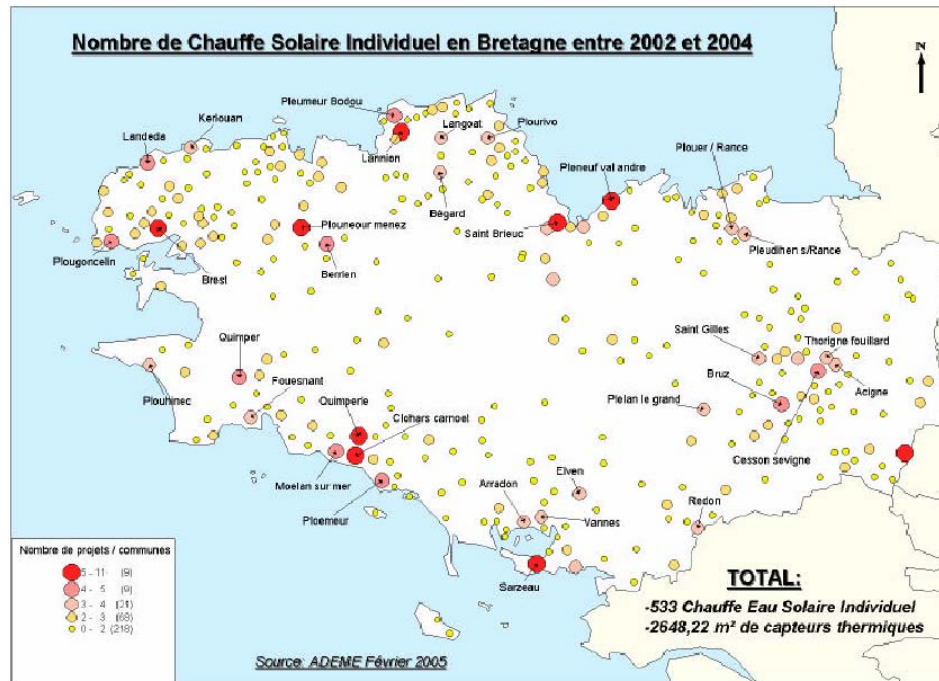 Nombre de Chauffe Solaire Individuel en Bretagne entre 2002 et 2004
N
Pleumeur Bodou
Kerlouan
Langoat
Plourivo
Landeda
Lannion
Plouer / Rance
Pleneuf val andre
Bégard
Plouneour menez
Saint Brieuc
Pleudihen s/Rance
Plougoncelin
Berrien
Brest
Quimper
Saint Gilles
Thorigne fouillard
Bruz
Plouhinec
Fouesnant
Quimperle
Plelan le grand
Acigne
Clohars carnoel
Cesson sevigne
Elven
Moelan sur mer
Arradon
Redon
Ploemeur
Vannes
Nombre de projets / communes
5 - 11 (9)
4 - 5 (9)
3 - 4 (21)
2 - 3 (68)
0 - 2 (218)
Sarzeau
TOTAL:
-533 Chauffe Eau Solaire Individuel
-2648,22 m² de capteurs thermiques
Source: ADEME Février 2005